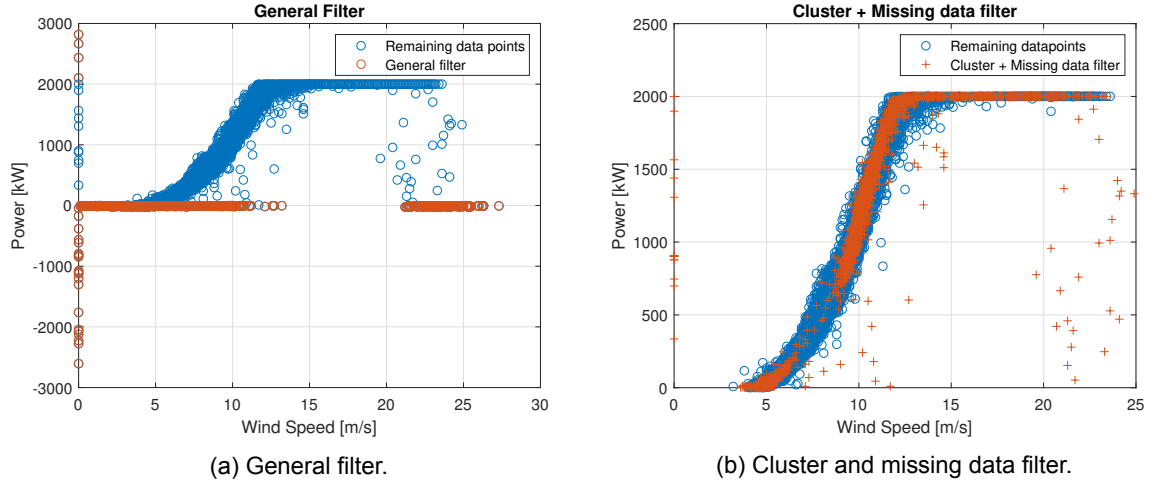 General Filter
3000
2000
1000
0
-1000
-2000
-3000
Power [kW]
Remaining data points
General filter
0 5 10 15 20 25 30
Wind Speed [m/s]
(a) General filter.
Cluster + Missing data filter
2500
2000
1500
1000
500
0
Power [kW]
Remaining datapoints
Cluster + Missing data filter
0 5 10 15 20 25
Wind Speed [m/s]
(b) Cluster and missing data filter.